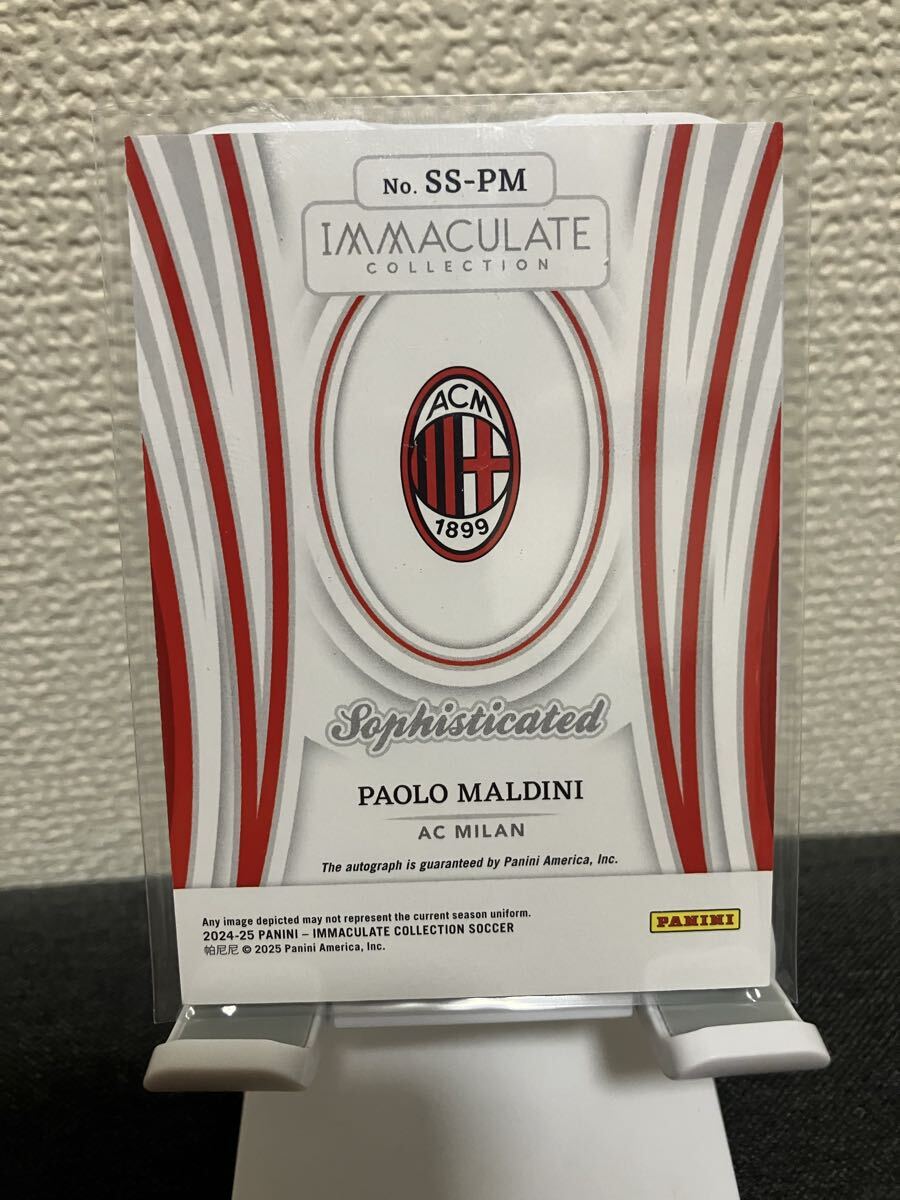 No. SS-PM
IMMACULATE
COLLECTION
ACM
1899
Sophisticated
PAOLO MALDINI
AC MILAN
The autograph is guaranteed by Panini America, Inc.
Any image depicted may not represent the current season uniform.
2024-25 PANINI – IMMACULATE COLLECTION SOCCER
帕尼尼 © 2025 Panini America, Inc.
PANINI